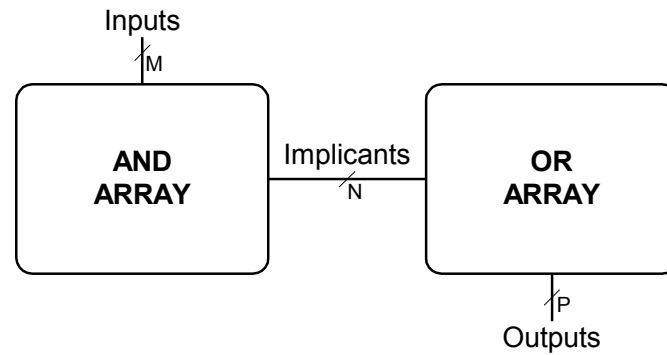 Inputs
M
AND
ARRAY
Implicants
N
OR
ARRAY
P
Outputs